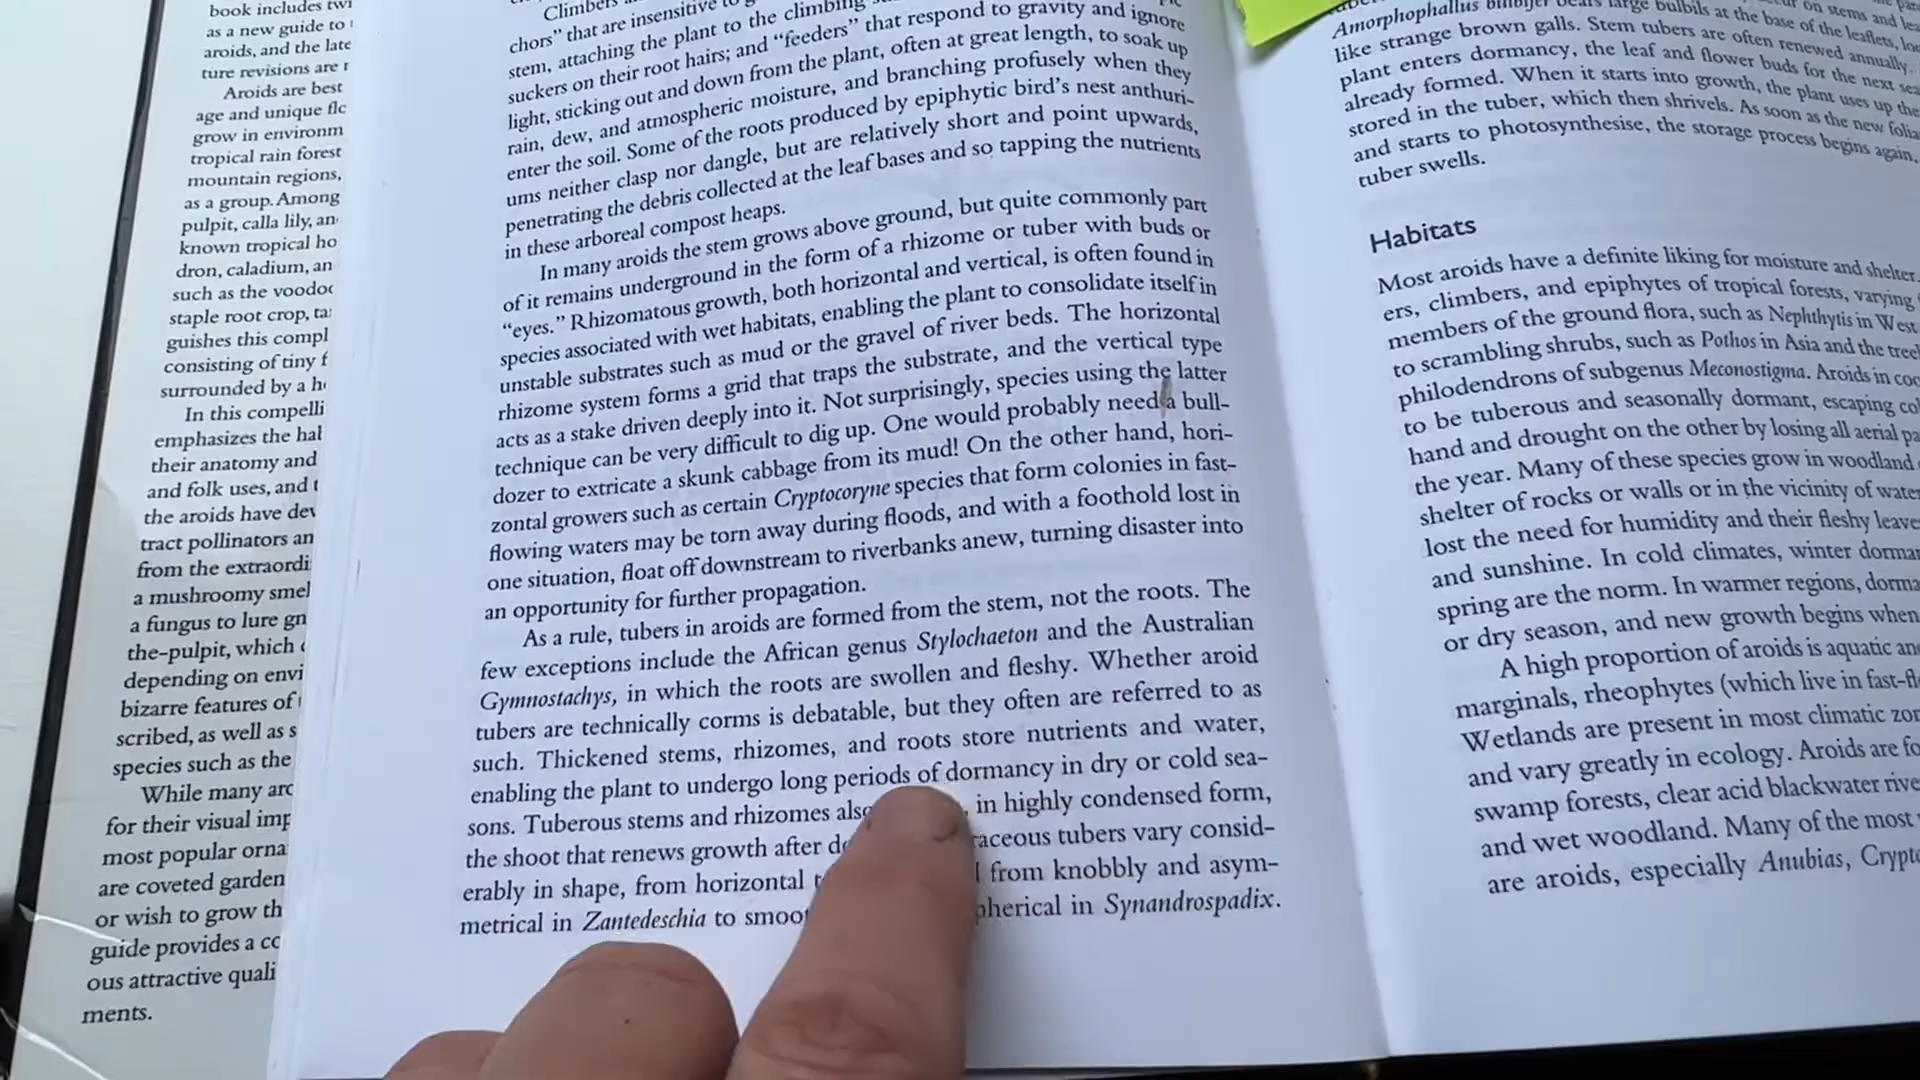 book includes
as a new guide to
aroids, and the late
ture revisions are
Aroids are best
age and unique
grow in environm
tropical rain forest
mountain regions,
as a group. Among
pulpit, calla lily, an
known tropical ho
dron, caladium, an
such as the
staple root crop,
guishes this compl
consisting of tiny
surrounded by a
In this compelli
emphasizes the hal
their anatomy and
and folk uses, and
the aroids have dev
tract pollinators an
from the extraordi
a mushroomy smel
a fungus to lure gn
the-pulpit, which
depending on envi
bizarre features of
scribed, as well as s
species such as the
While many arc
for their visual imp
most popular orna
are coveted garden
or wish to grow th
guide provides a cc
ous attractive quali
ments.
Climbers
chors” that are insensitive to
stem, attaching the plant to the climbing
suckers on their root hairs; and “feeders” that respond to gravity and ignore
light, sticking out and down from the plant, often at great length, to soak up
rain, dew, and atmospheric moisture, and branching profusely when they
enter the soil. Some of the roots produced by epiphytic bird’s nest anthuri-
ums neither clasp nor dangle, but are relatively short and point upwards,
penetrating the debris collected at the leaf bases and so tapping the nutrients
in these arboreal compost heaps.
In many aroids the stem grows above ground, but quite commonly part
of it remains underground in the form of a rhizome or tuber with buds or
“eyes.” Rhizomatous growth, both horizontal and vertical, is often found in
species associated with wet habitats, enabling the plant to consolidate itself in
unstable substrates such as mud or the gravel of river beds. The horizontal
rhizome system forms a grid that traps the substrate, and the vertical type
acts as a stake driven deeply into it. Not surprisingly, species using the latter
technique can be very difficult to dig up. One would probably need a bull-
dozer to extricate a skunk cabbage from its mud! On the other hand, hori-
zontal growers such as certain Cryptocoryne species that form colonies in fast-
flowing waters may be torn away during floods, and with a foothold lost in
one situation, float off downstream to riverbanks anew, turning disaster into
an opportunity for further propagation.
As a rule, tubers in aroids are formed from the stem, not the roots. The
few exceptions include the African genus Stylochaeton and the Australian
Gymnostachys, in which the roots are swollen and fleshy. Whether aroid
tubers are technically corms is debatable, but they often are referred to as
such. Thickened stems, rhizomes, and roots store nutrients and water,
enabling the plant to undergo long periods of dormancy in dry or cold sea-
sons. Tuberous stems and rhizomes also in highly condensed form,
the shoot that renews growth after raceous tubers vary consid-
erably in shape, from horizontal from knobbly and asym-
metrical in Zantedeschia to smoo pherical in Synandrospadix.
Amorphophallus bulbifer bears large bulbils at the base of the leaflets,
like strange brown galls. Stem tubers are often renewed annually.
plant enters dormancy, the leaf and flower buds for the next sea
already formed. When it starts into growth, the plant uses up the
stored in the tuber, which then shrivels. As soon as the new folia
and starts to photosynthesise, the storage process begins again,
tuber swells.
Habitats
Most aroids have a definite liking for moisture and shelter.
ers, climbers, and epiphytes of tropical forests, varying
members of the ground flora, such as Nephthytis in West
to scrambling shrubs, such as Pothos in Asia and the tree
philodendrons of subgenus Meconostigma. Aroids in coo
to be tuberous and seasonally dormant, escaping col
hand and drought on the other by losing all aerial pa
the year. Many of these species grow in woodland
shelter of rocks or walls or in the vicinity of water
lost the need for humidity and their fleshy leaves
and sunshine. In cold climates, winter dorman
spring are the norm. In warmer regions, dorma
or dry season, and new growth begins when
A high proportion of aroids is aquatic and
marginals, rheophytes (which live in fast-fl
Wetlands are present in most climatic zon
and vary greatly in ecology. Aroids are fo
swamp forests, clear acid blackwater rive
and wet woodland. Many of the most
are aroids, especially Anubias, Crypto